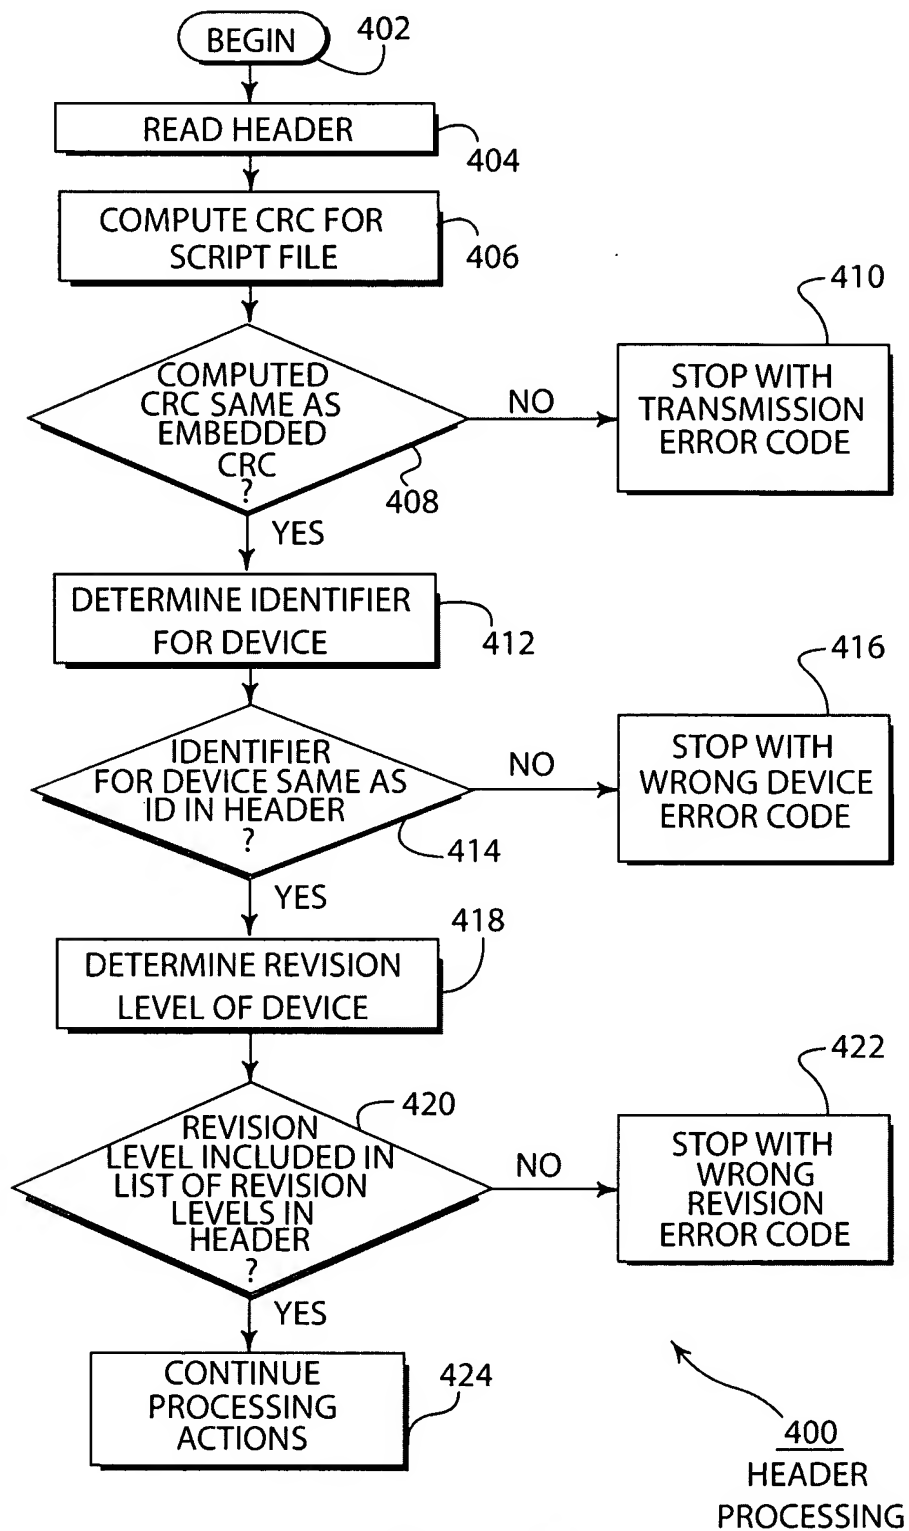 BEGIN
402
READ HEADER
404
COMPUTE CRC FOR
SCRIPT FILE
406
COMPUTED
CRC SAME AS
EMBEDDED
CRC
?
408
NO
410
STOP WITH
TRANSMISSION
ERROR CODE
YES
DETERMINE IDENTIFIER
FOR DEVICE
412
IDENTIFIER
FOR DEVICE SAME AS
ID IN HEADER
?
414
NO
416
STOP WITH
WRONG DEVICE
ERROR CODE
YES
418
DETERMINE REVISION
LEVEL OF DEVICE
420
REVISION
LEVEL INCLUDED IN
LIST OF REVISION
LEVELS IN
HEADER
?
NO
422
STOP WITH
WRONG
REVISION
ERROR CODE
YES
CONTINUE
PROCESSING
ACTIONS
424
400
HEADER
PROCESSING